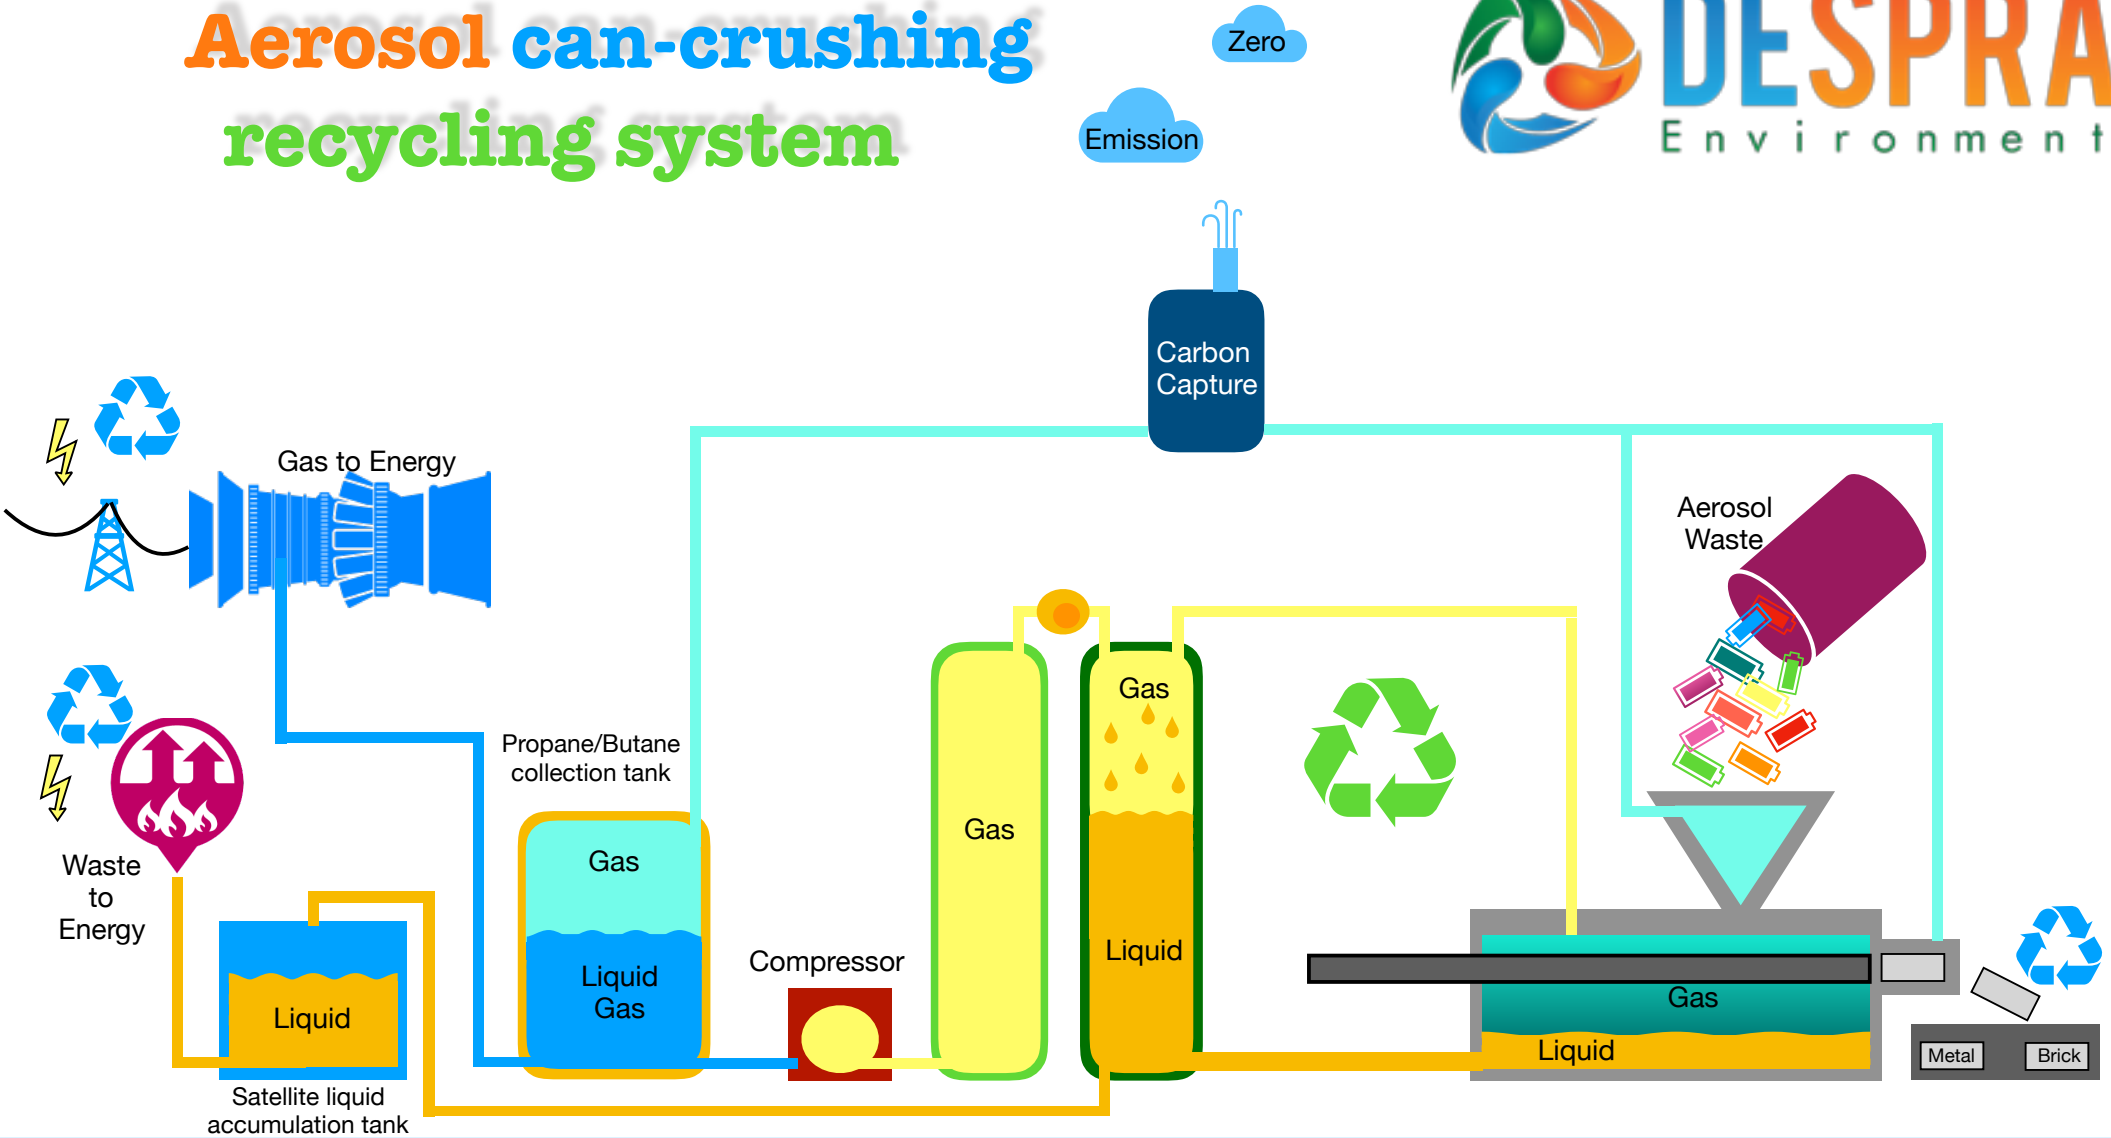 Aerosol can-crushing
recycling system
Zero
Emission
DESPRA
Environment
Carbon
Capture
Gas to Energy
Aerosol
Waste
Propane/Butane
collection tank
Gas
Liquid
Gas
Compressor
Gas
Gas
Liquid
Waste
to
Energy
Liquid
Satellite liquid
accumulation tank
Gas
Liquid
Metal
Brick